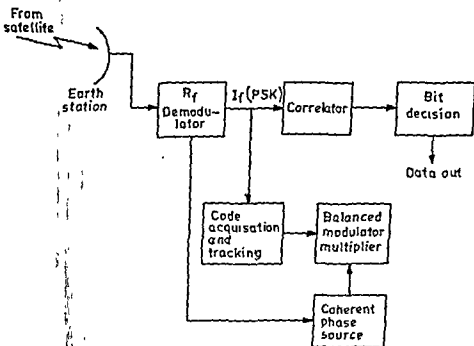 From
satellite
Earth
station
Rf
Demodu-
lator
If(PSK)
Correlator
Bit
decision
Data out
Code
acquisation
and
tracking
Balanced
modulator
multiplier
Coherent
phase
source